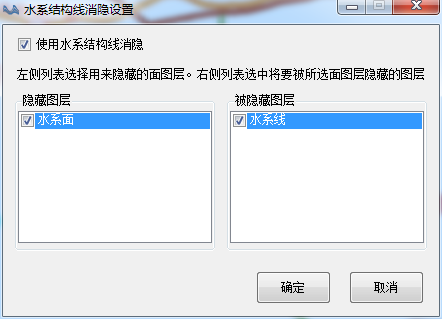 水系结构线消隐设置
使用水系结构线消隐
左侧列表选择用来隐藏的面图层。右侧列表选中将要被所选面图层隐藏的图层
隐藏图层
被隐藏图层
水系面
水系线
确定
取消